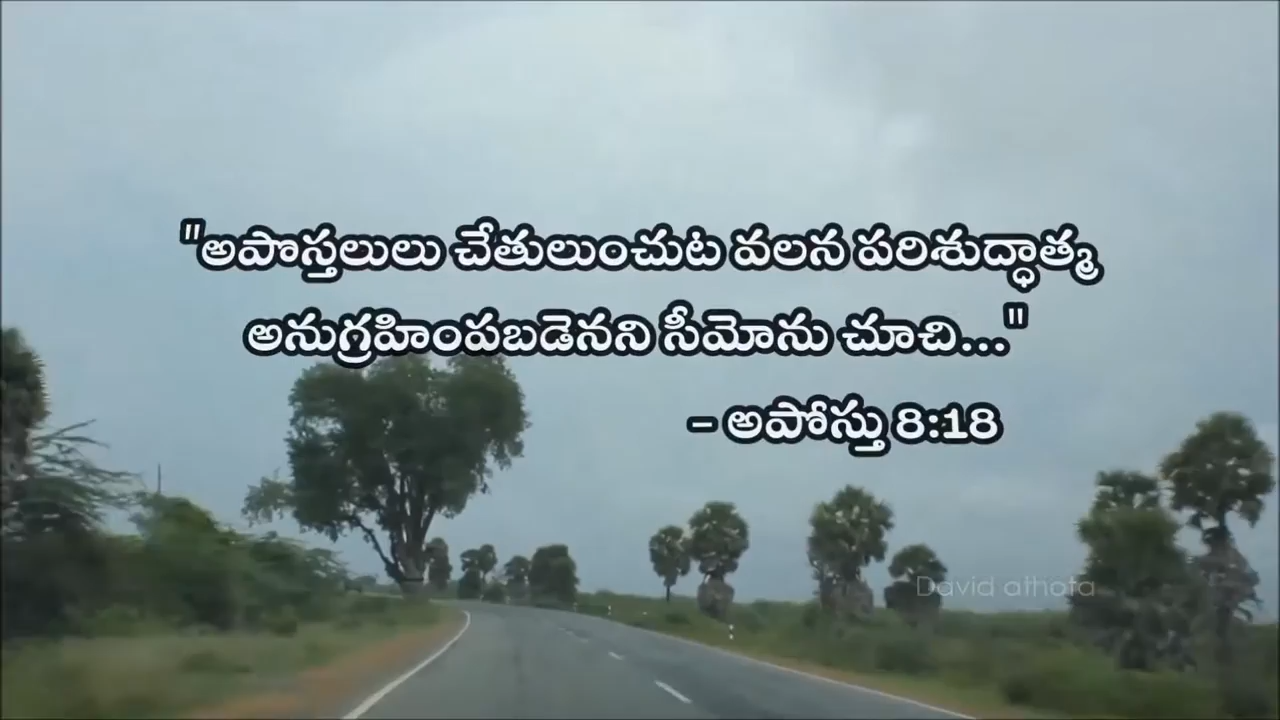 "అపొస్తలులు చేతులుంచుట వలన పరిశుద్ధాత్మ
అనుగ్రహింపబడెనని సీమోను చూచి..."
- అపోస్తు 8:18
David athota